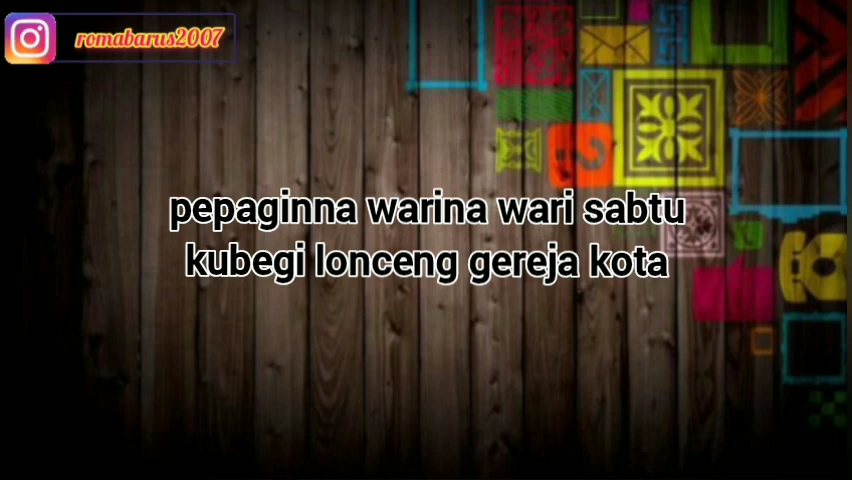 romabarus2007
pepaginna warina wari sabtu
kubegi lonceng gereja kota